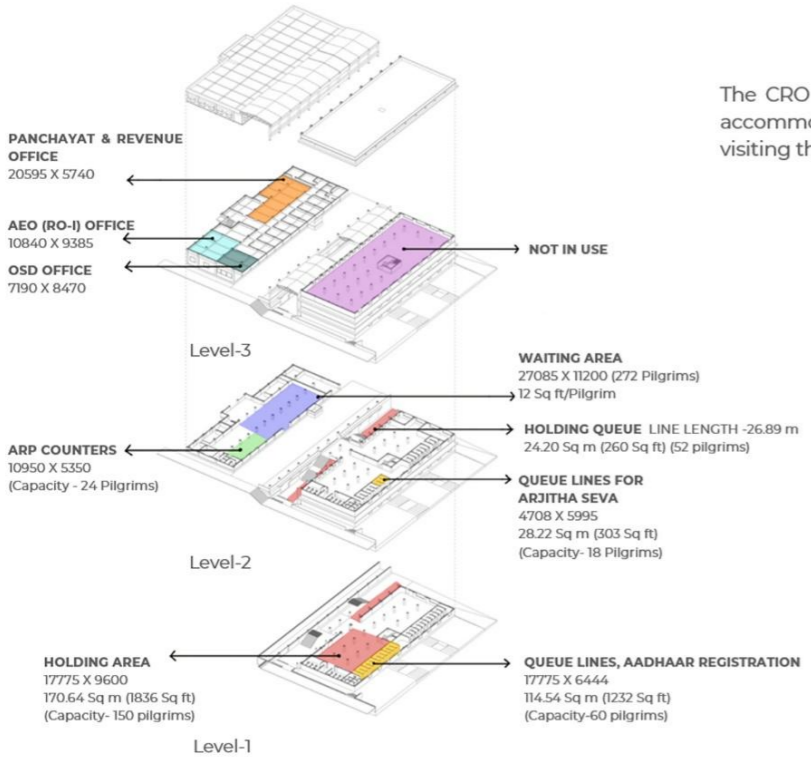 The CRO
accommo
visiting th
PANCHAYAT & REVENUE
OFFICE
20595 X 5740
AEO (RO-I) OFFICE
10840 X 9385
OSD OFFICE
7190 X 8470
NOT IN USE
Level-3
WAITING AREA
27085 X 11200 (272 Pilgrims)
12 Sq ft/Pilgrim
HOLDING QUEUE LINE LENGTH -26.89 m
24.20 Sq m (260 Sq ft) (52 pilgrims)
ARP COUNTERS
10950 X 5350
(Capacity - 24 Pilgrims)
QUEUE LINES FOR
ARJITHA SEVA
4708 X 5995
28.22 Sq m (303 Sq ft)
(Capacity- 18 Pilgrims)
Level-2
HOLDING AREA
17775 X 9600
170.64 Sq m (1836 Sq ft)
(Capacity- 150 pilgrims)
QUEUE LINES, AADHAAR REGISTRATION
17775 X 6444
114.54 Sq m (1232 Sq ft)
(Capacity-60 pilgrims)
Level-1